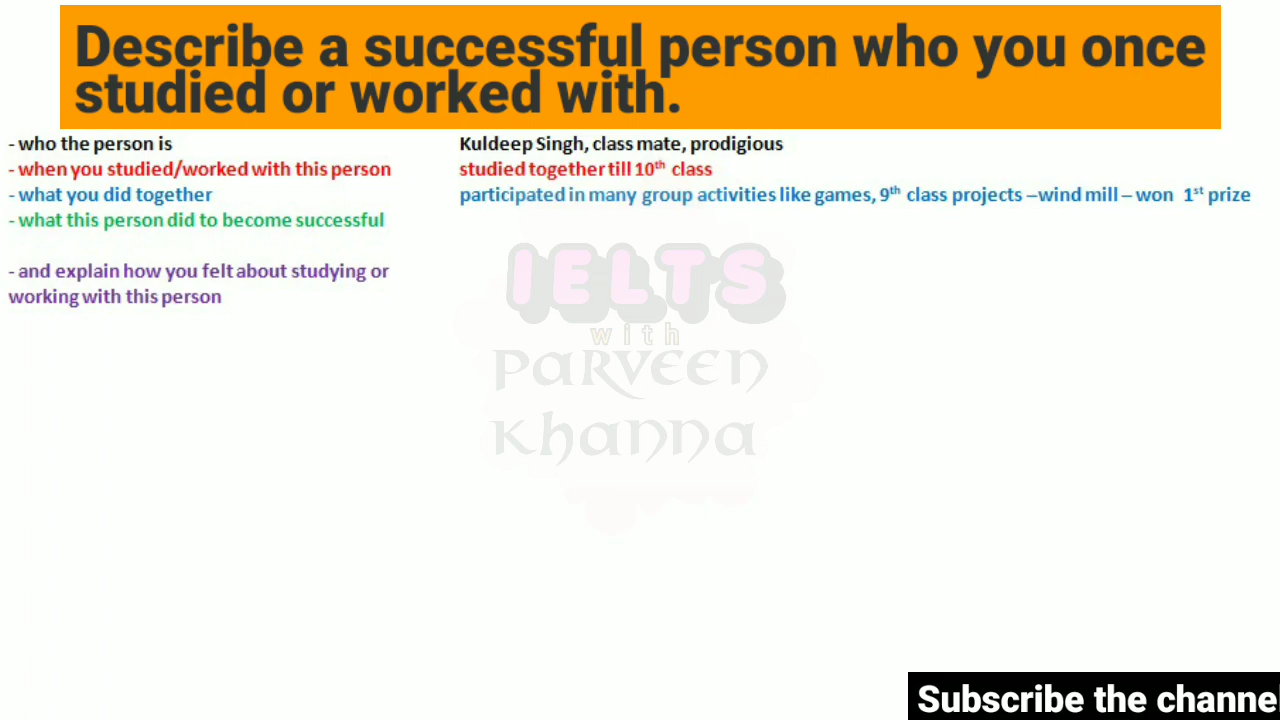 Describe a successful person who you once
studied or worked with.
- who the person is
Kuldeep Singh, class mate, prodigious
- when you studied/worked with this person
studied together till 10th class
- what you did together
participated in many group activities like games, 9th class projects –wind mill – won 1st prize
- what this person did to become successful
- and explain how you felt about studying or
working with this person
IELTS
with
PARVEEN
Khanna
Subscribe the channel